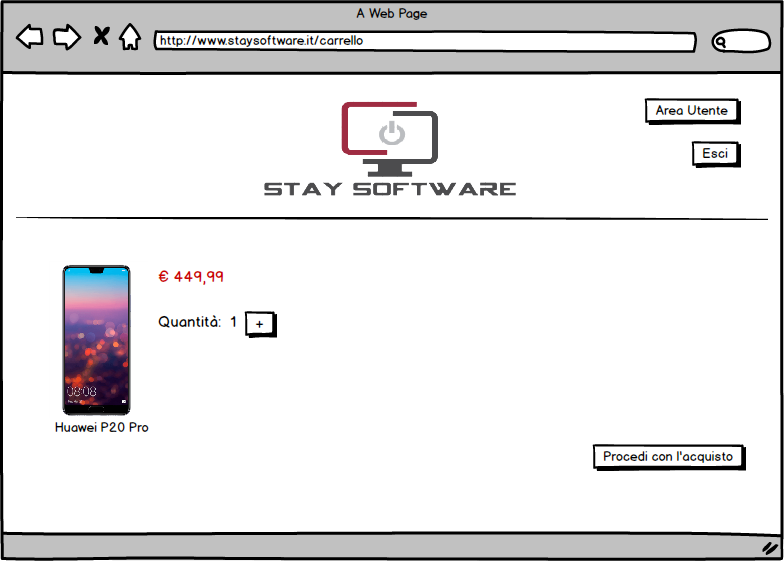 A Web Page
http://www.staysoftware.it/carrello
Area Utente
Esci
STAY SOFTWARE
€ 449,99
Quantità: 1 +
08:08
Huawei P20 Pro
Procedi con l'acquisto